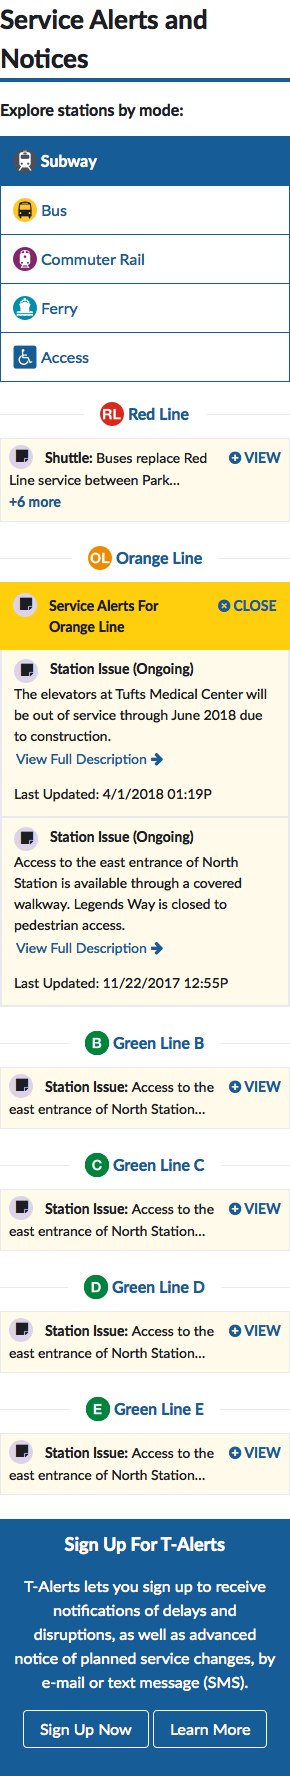 Service Alerts and
Notices
Explore stations by mode:
Subway
Bus
Commuter Rail
Ferry
Access
RL Red Line
Shuttle: Buses replace Red VIEW
Line service between Park...
+6 more
OL Orange Line
Service Alerts For CLOSE
Orange Line
Station Issue (Ongoing)
The elevators at Tufts Medical Center will
be out of service through June 2018 due
to construction.
View Full Description
Last Updated: 4/1/2018 01:19P
Station Issue (Ongoing)
Access to the east entrance of North
Station is available through a covered
walkway. Legends Way is closed to
pedestrian access.
View Full Description
Last Updated: 11/22/2017 12:55P
B Green Line B
Station Issue: Access to the VIEW
east entrance of North Station...
C Green Line C
Station Issue: Access to the VIEW
east entrance of North Station...
D Green Line D
Station Issue: Access to the VIEW
east entrance of North Station...
E Green Line E
Station Issue: Access to the VIEW
east entrance of North Station...
Sign Up For T-Alerts
T-Alerts lets you sign up to receive
notifications of delays and
disruptions, as well as advanced
notice of planned service changes, by
e-mail or text message (SMS).
Sign Up Now Learn More